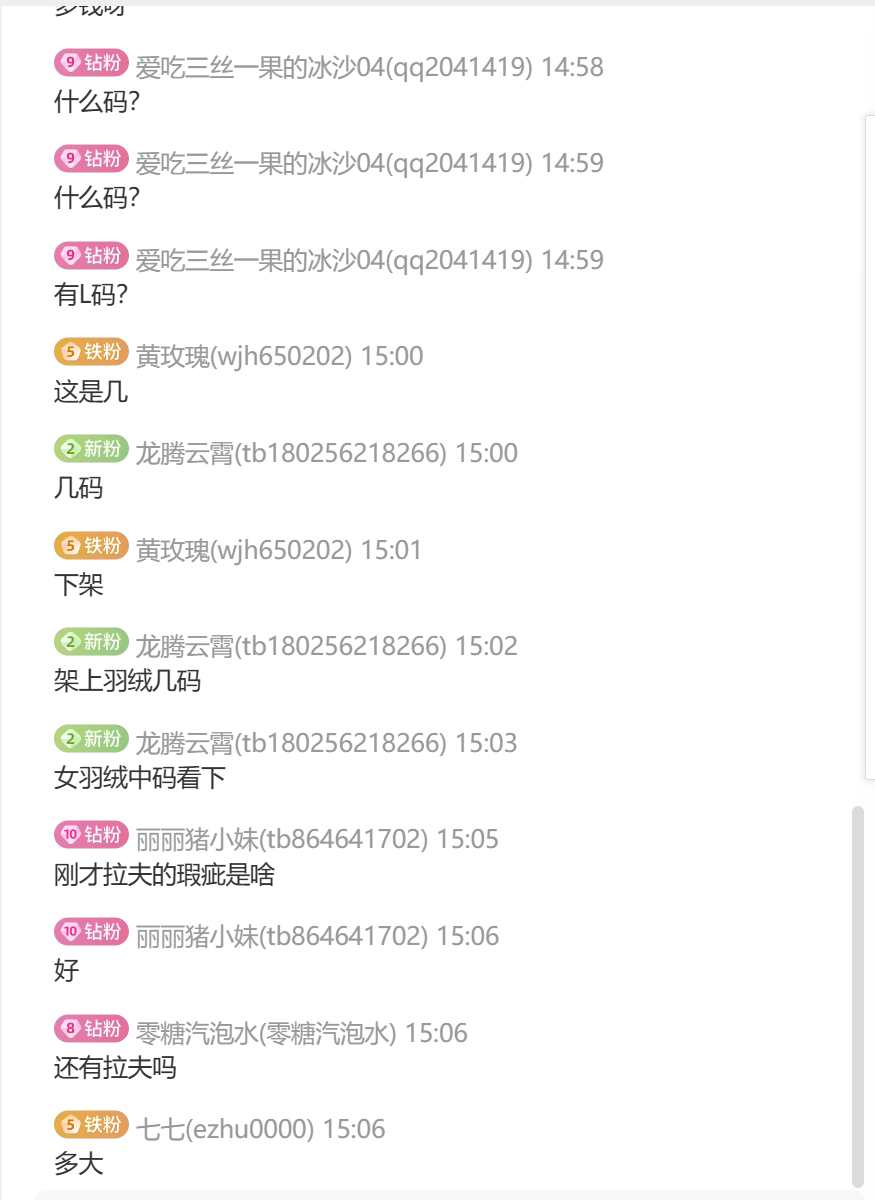 多钱呀
9 钻粉 爱吃三丝一果的冰沙04(qq2041419) 14:58
什么码?
9 钻粉 爱吃三丝一果的冰沙04(qq2041419) 14:59
什么码?
9 钻粉 爱吃三丝一果的冰沙04(qq2041419) 14:59
有L码?
5 铁粉 黄玫瑰(wjh650202) 15:00
这是几
2 新粉 龙腾云霄(tb180256218266) 15:00
几码
5 铁粉 黄玫瑰(wjh650202) 15:01
下架
2 新粉 龙腾云霄(tb180256218266) 15:02
架上羽绒几码
2 新粉 龙腾云霄(tb180256218266) 15:03
女羽绒中码看下
10 钻粉 丽丽猪小妹(tb864641702) 15:05
刚才拉夫的瑕疵是啥
10 钻粉 丽丽猪小妹(tb864641702) 15:06
好
8 钻粉 零糖汽泡水(零糖汽泡水) 15:06
还有拉夫吗
5 铁粉 七七(ezhu0000) 15:06
多大